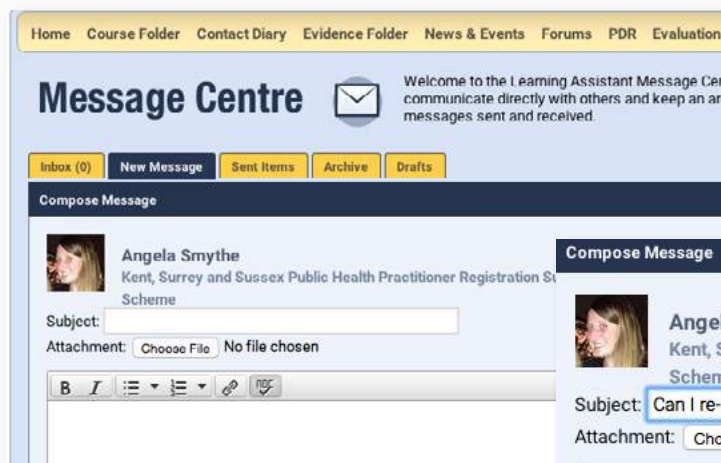 Home Course Folder Contact Diary Evidence Folder News & Events Forums PDR Evaluation
Message Centre
Welcome to the Learning Assistant Message Cen
communicate directly with others and keep an ar
messages sent and received.
Inbox (0) New Message Sent Items Archive Drafts
Compose Message
Angela Smythe
Kent, Surrey and Sussex Public Health Practitioner Registration Su
Scheme
Subject:
Attachment: Choose File No file chosen
B I
Compose Message
Angel
Kent, S
Schem
Subject: Can I re-
Attachment: Cho